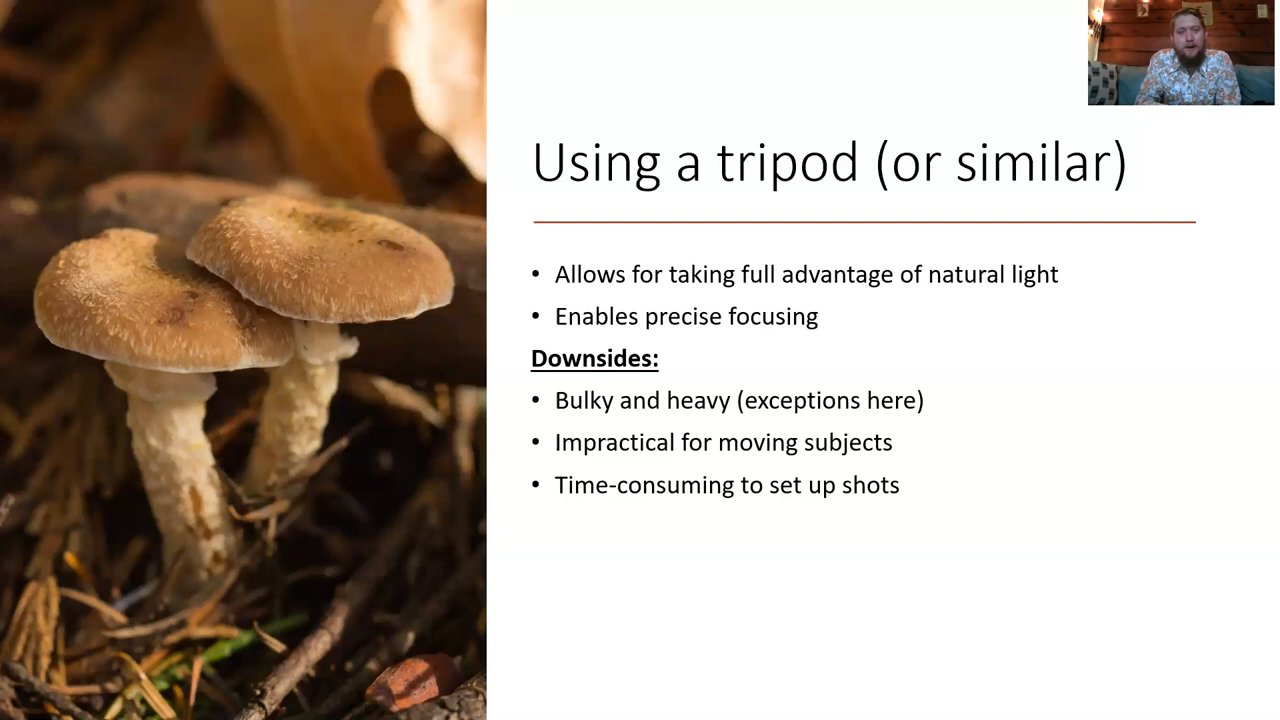 Using a tripod (or similar)
• Allows for taking full advantage of natural light
• Enables precise focusing
Downsides:
• Bulky and heavy (exceptions here)
• Impractical for moving subjects
• Time-consuming to set up shots